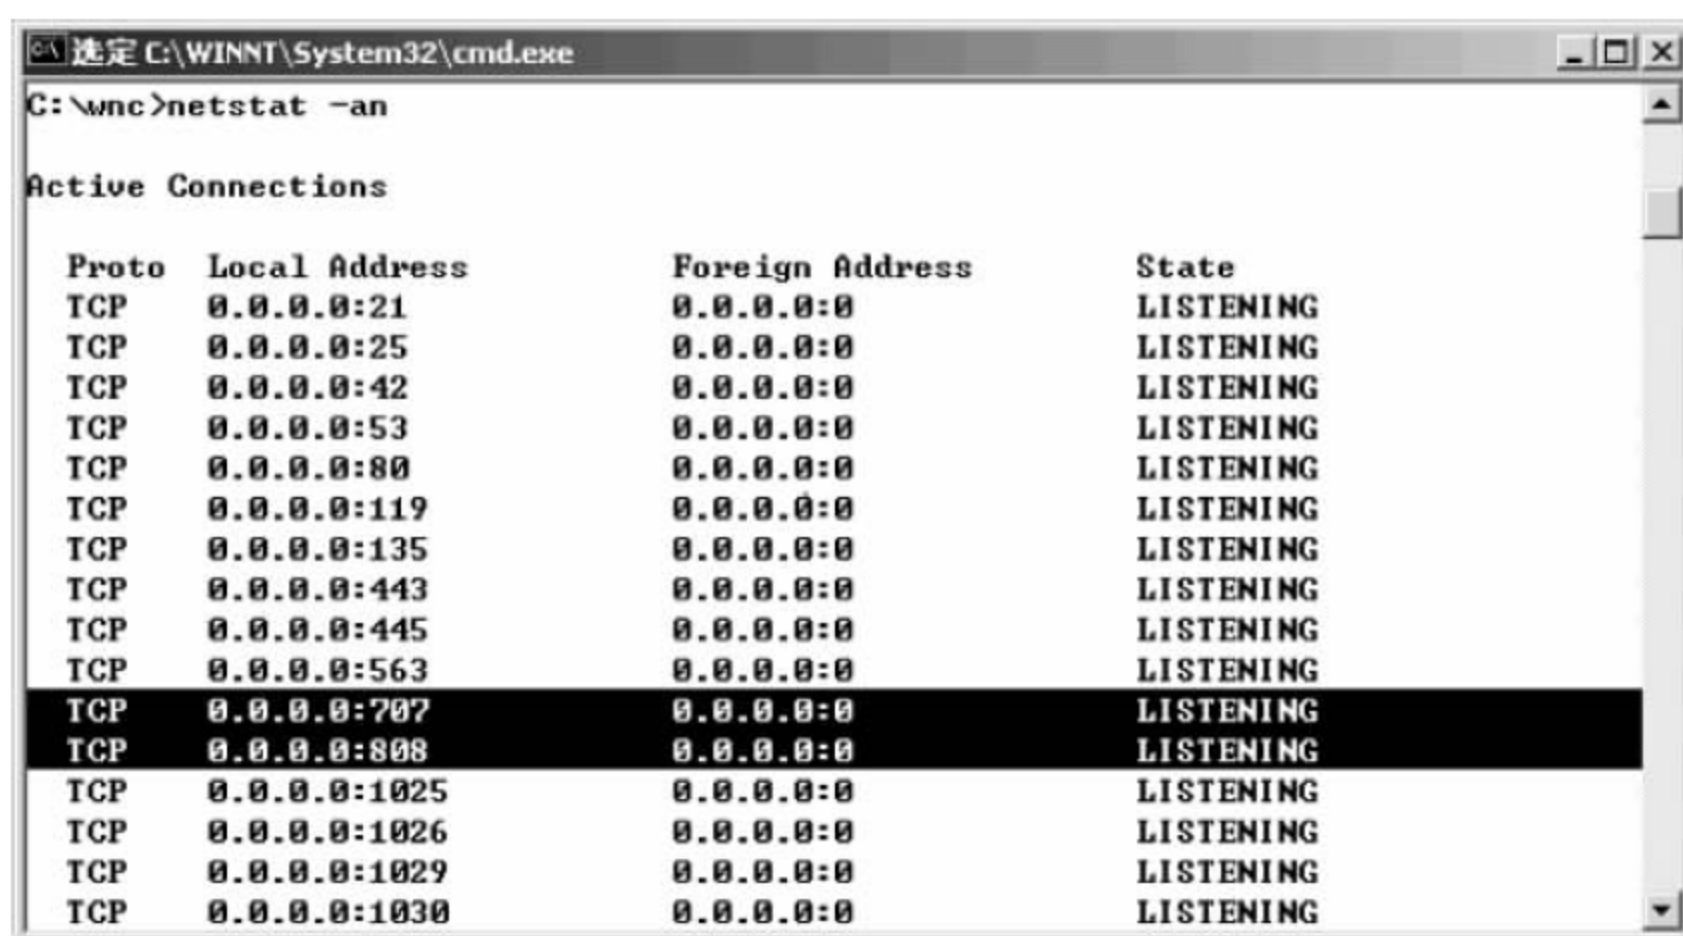 选定 C:\WINNT\System32\cmd.exe
C:\wnc>netstat -an
Active Connections
Proto Local Address Foreign Address State
TCP 0.0.0.0:21 0.0.0.0:0 LISTENING
TCP 0.0.0.0:25 0.0.0.0:0 LISTENING
TCP 0.0.0.0:42 0.0.0.0:0 LISTENING
TCP 0.0.0.0:53 0.0.0.0:0 LISTENING
TCP 0.0.0.0:80 0.0.0.0:0 LISTENING
TCP 0.0.0.0:119 0.0.0.0:0 LISTENING
TCP 0.0.0.0:135 0.0.0.0:0 LISTENING
TCP 0.0.0.0:443 0.0.0.0:0 LISTENING
TCP 0.0.0.0:445 0.0.0.0:0 LISTENING
TCP 0.0.0.0:563 0.0.0.0:0 LISTENING
TCP 0.0.0.0:707 0.0.0.0:0 LISTENING
TCP 0.0.0.0:808 0.0.0.0:0 LISTENING
TCP 0.0.0.0:1025 0.0.0.0:0 LISTENING
TCP 0.0.0.0:1026 0.0.0.0:0 LISTENING
TCP 0.0.0.0:1029 0.0.0.0:0 LISTENING
TCP 0.0.0.0:1030 0.0.0.0:0 LISTENING